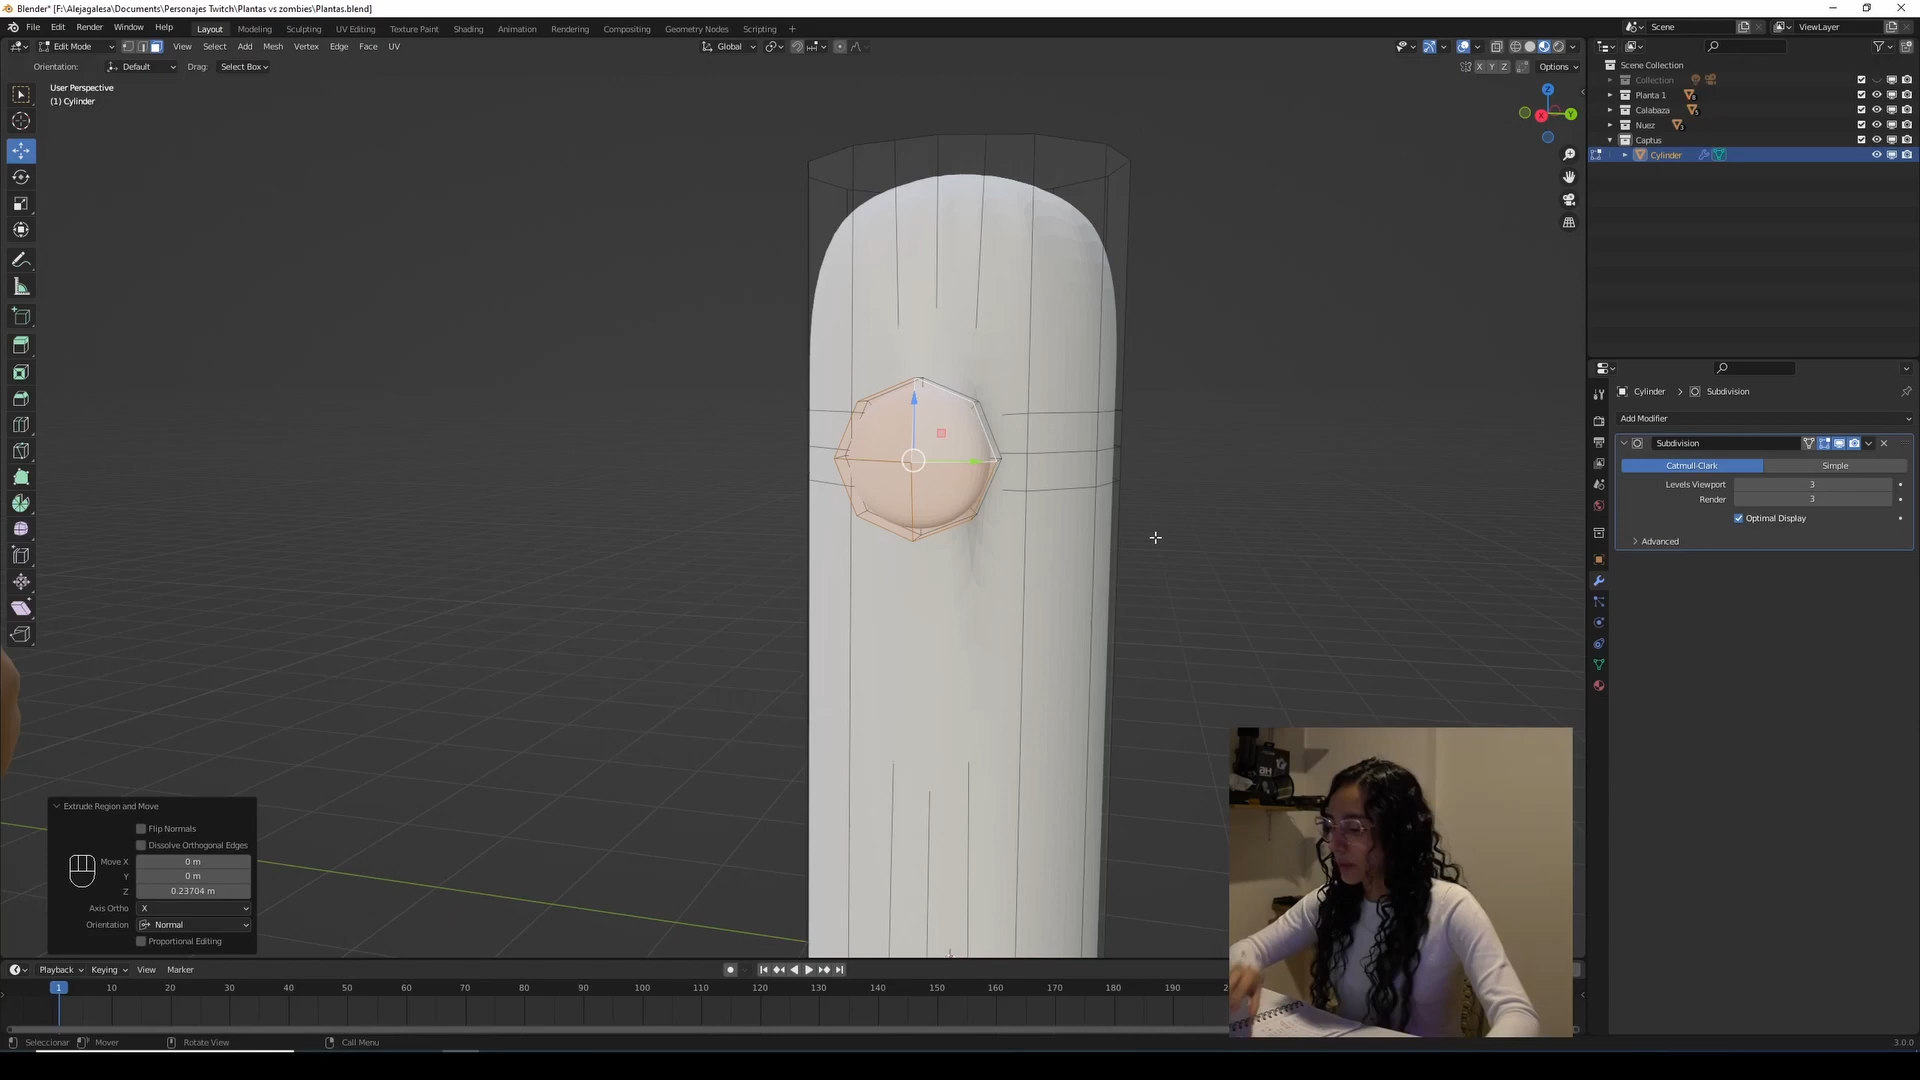 Blender* [F:\Alejagalesa\Documents\Personajes Twitch\Plantas vs zombies\Plantas.blend]
File Edit Render Window Help Layout Modeling Sculpting UV Editing Texture Paint Shading Animation Rendering Compositing Geometry Nodes Scripting + Scene ViewLayer
Edit Mode View Select Add Mesh Vertex Edge Face UV Global
Orientation: Default Drag: Select Box X Y Z Options
User Perspective
(1) Cylinder
Z
Y
X
Scene Collection
Collection
Planta 1
Calabaza
Nuez
Captus
Cylinder
Cylinder Subdivision
Add Modifier
Subdivision
Catmull-Clark Simple
Levels Viewport 3
Render 3
Optimal Display
Advanced
Extrude Region and Move
Flip Normals
Dissolve Orthogonal Edges
Move X 0 m
Y 0 m
Z 0.23704 m
Axis Ortho X
Orientation Normal
Proportional Editing
Playback Keying View Marker
1 10 20 30 40 50 60 70 80 90 100 110 120 130 140 150 160 170 180 190
Seleccionar Mover Rotate View Call Menu 3.0.0